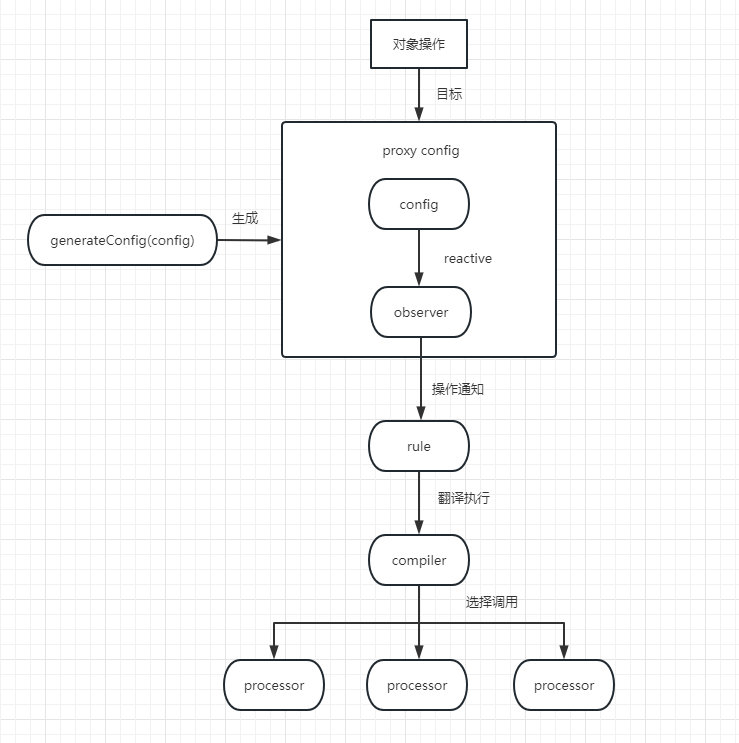 对象操作
目标
proxy config
config
生成
generateConfig(config)
reactive
observer
操作通知
rule
翻译执行
compiler
选择调用
processor
processor
processor